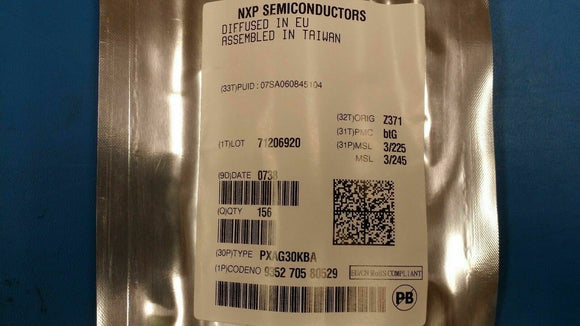 NXP SEMICONDUCTORS
DIFFUSED IN EU
ASSEMBLED IN TAIWAN
(33T)PUID : 07SA060845104
(32T)ORIG Z371
(31T)PMC btG
(1T)LOT 71206920
(31P)MSL 3/225
MSL 3/245
(9D)DATE 0738
(Q)QTY 156
(30P)TYPE PXAG30KBA
(1P)CODENO 9352 705 80529
EU/CN RoHS COMPLIANT
PB